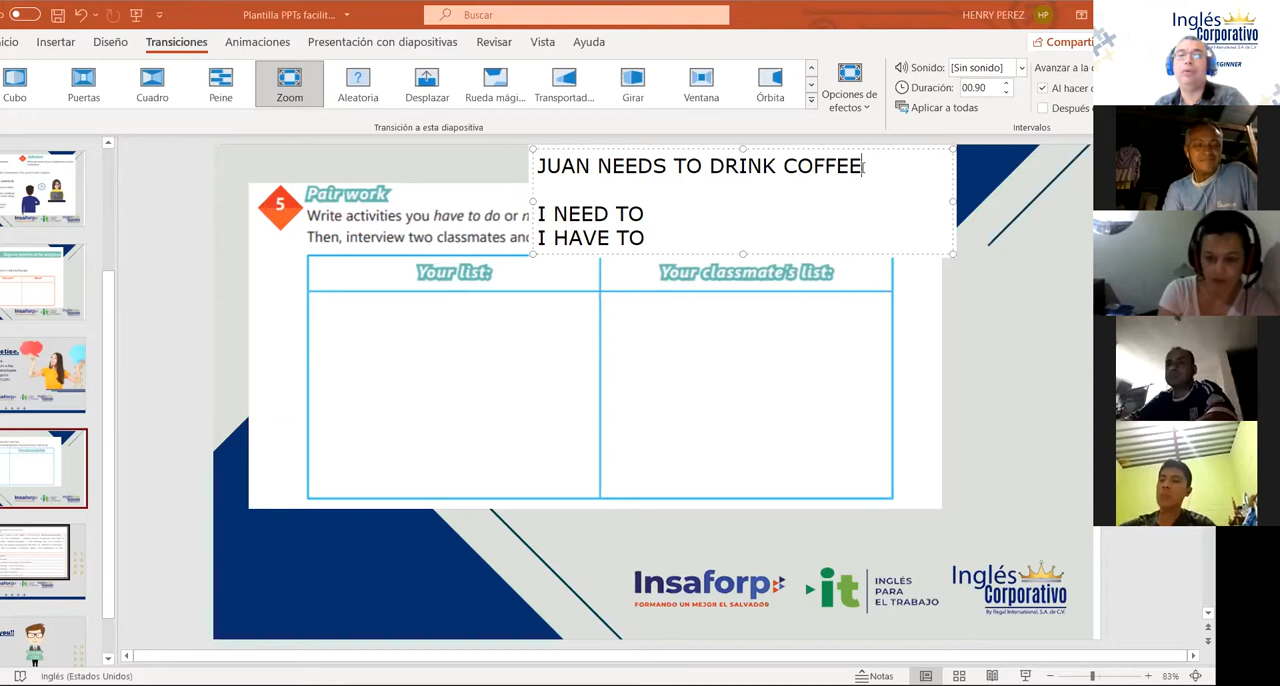 Plantilla PPTs facilit...
Buscar
HENRY PEREZ
HP
icio
Insertar
Diseño
Transiciones
Animaciones
Presentación con diapositivas
Revisar
Vista
Ayuda
Comparti
Cubo
Puertas
Cuadro
Peine
Zoom
Aleatoria
Desplazar
Rueda mági...
Transportad...
Girar
Ventana
Órbita
Opciones de
efectos
Sonido: [Sin sonido]
Duración: 00.90
Aplicar a todas
Avanzar a la d
Al hacer c
Después d
Transición a esta diapositiva
Intervalos
Inglés
Corporativo
By Regal International, S.A. de C.V.
JUAN NEEDS TO DRINK COFFEE
I NEED TO
I HAVE TO
5
Pair work
Write activities you have to do or n
Then, interview two classmates and
Your list:
Your classmate's list:
Insaforp
FORMANDO UN MEJOR EL SALVADOR
it
INGLÉS
PARA
EL TRABAJO
Inglés
Corporativo
By Regal International, S.A. de C.V.
Inglés (Estados Unidos)
Notas
83%